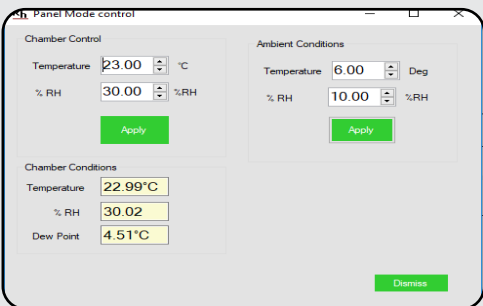 Rh Panel Mode control
Chamber Control
Temperature 23.00 °C
% RH 30.00 %RH
Apply
Ambient Conditions
Temperature 6.00 Deg
% RH 10.00 %RH
Apply
Chamber Conditions
Temperature 22.99°C
% RH 30.02
Dew Point 4.51°C
Dismiss